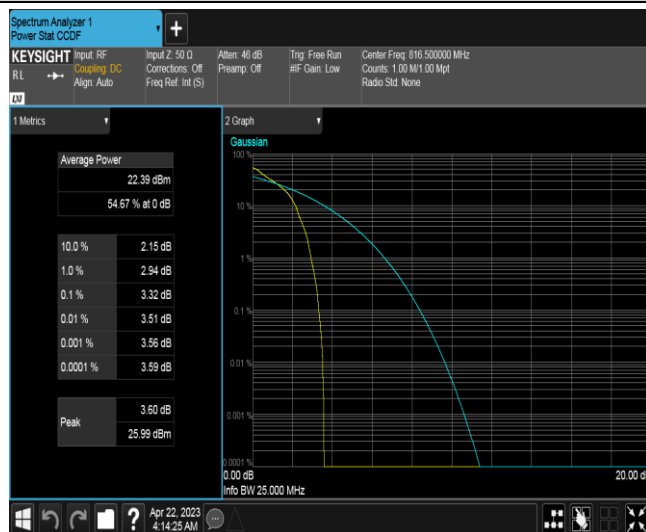 Spectrum Analyzer 1
Power Stat CCDF
+
KEYSIGHT
RL
LXI
Input: RF
Coupling: DC
Align: Auto
Input Z: 50 Ω
Corrections: Off
Freq Ref: Int (S)
Atten: 46 dB
Preamp: Off
Trig: Free Run
#IF Gain: Low
Center Freq: 816.500000 MHz
Counts: 1.00 M/1.00 Mpt
Radio Std: None
1 Metrics
Average Power
22.39 dBm
54.67 % at 0 dB
10.0 % 2.15 dB
1.0 % 2.94 dB
0.1 % 3.32 dB
0.01 % 3.51 dB
0.001 % 3.56 dB
0.0001 % 3.59 dB
Peak
3.60 dB
25.99 dBm
2 Graph
Gaussian
100 %
10 %
1 %
0.1 %
0.01 %
0.001 %
0.0001 %
0.00 dB
20.00 d
Info BW 25.000 MHz
?
Apr 22, 2023
4:14:25 AM